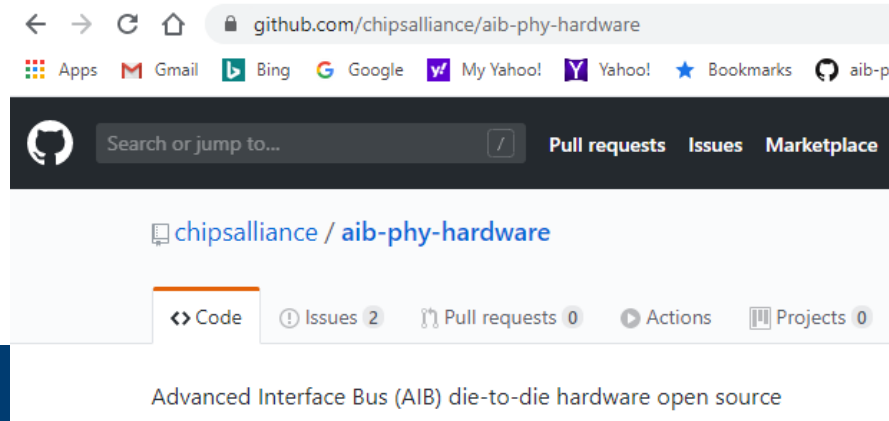 github.com/chipsalliance/aib-phy-hardware
Apps Gmail Bing Google My Yahoo! Yahoo! Bookmarks aib-p
Search or jump to... / Pull requests Issues Marketplace
chipsalliance / aib-phy-hardware
Code Issues 2 Pull requests 0 Actions Projects 0
Advanced Interface Bus (AIB) die-to-die hardware open source